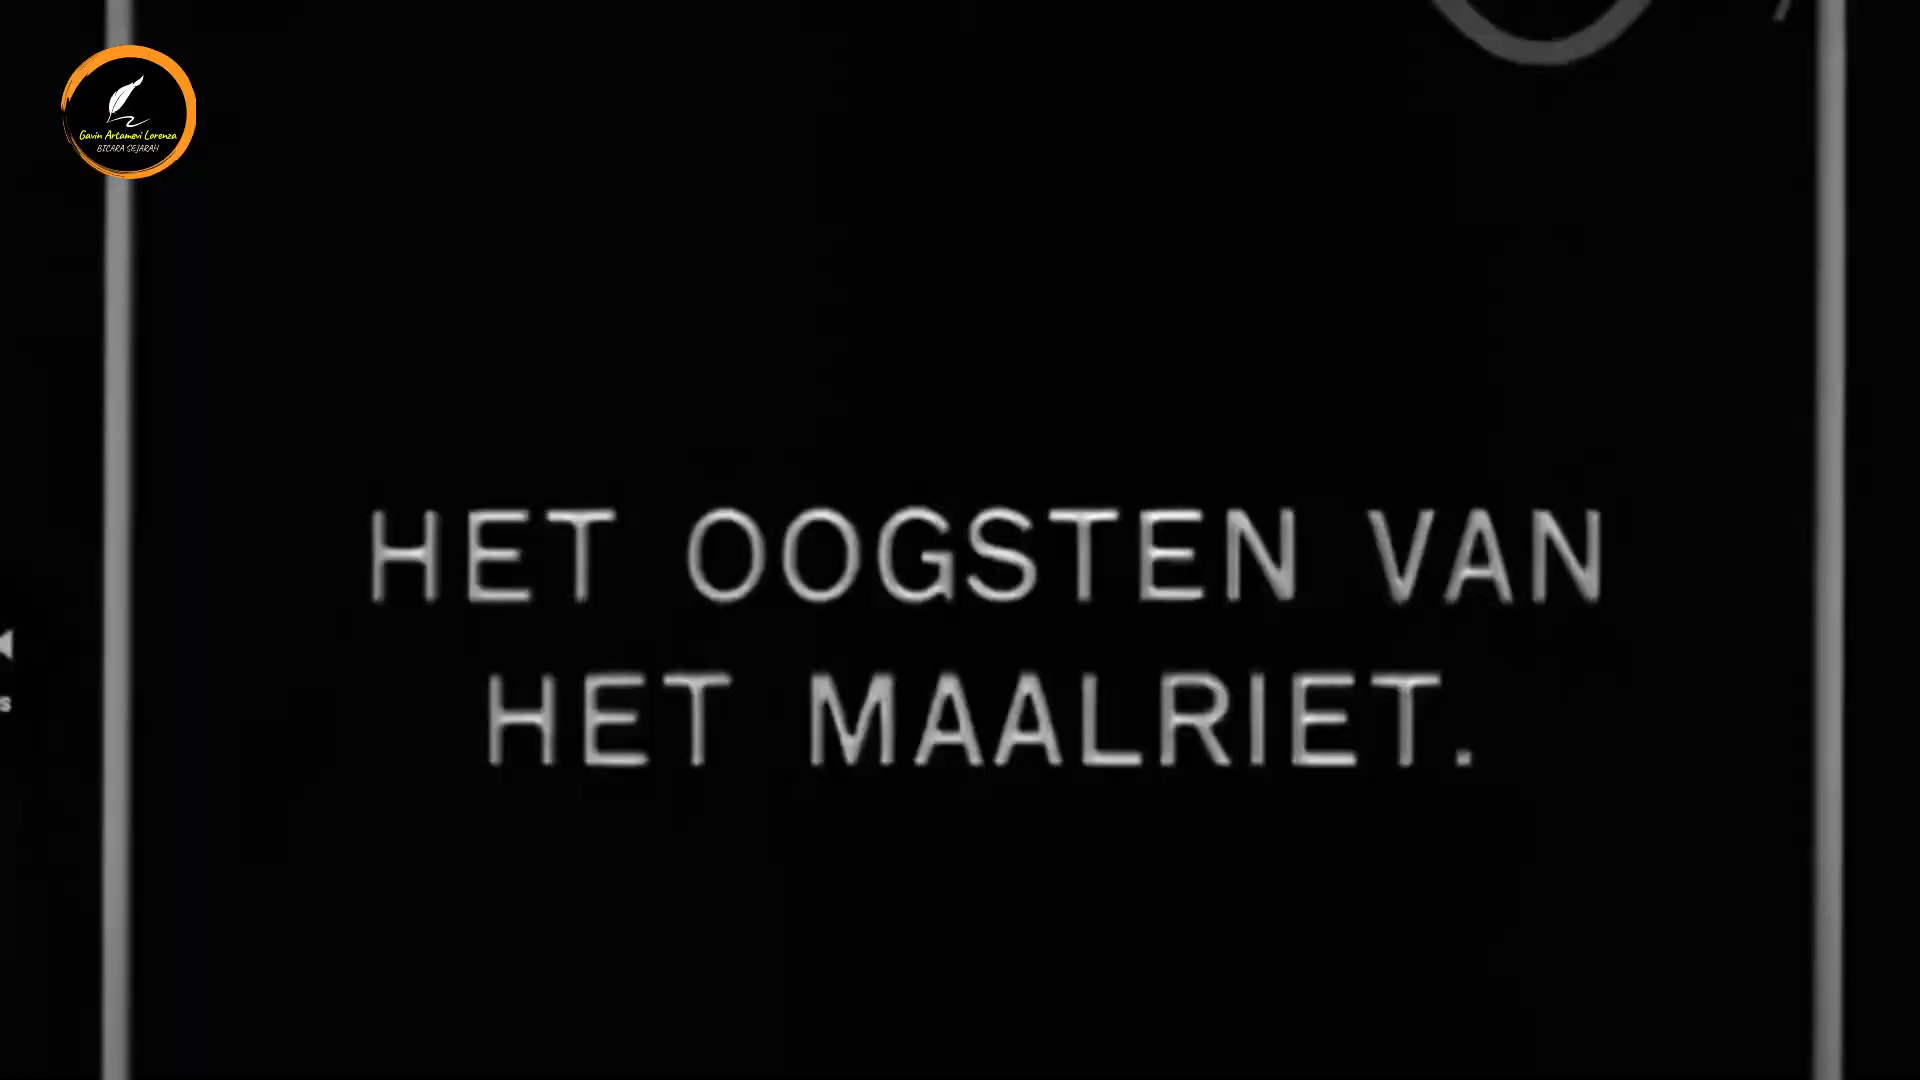 Gavin Artamevi Lorenza
BICARA SEJARAH
HET OOGSTEN VAN
HET MAALRIET.